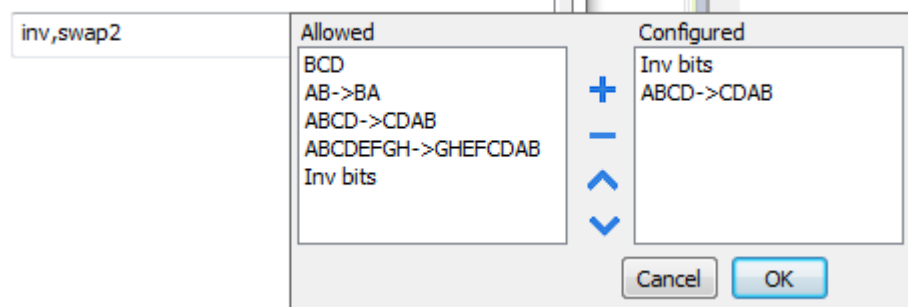 inv,swap2
Allowed
BCD
AB->BA
ABCD->CDAB
ABCDEFGH->GHEFCDAB
Inv bits
Configured
Inv bits
ABCD->CDAB
Cancel
OK